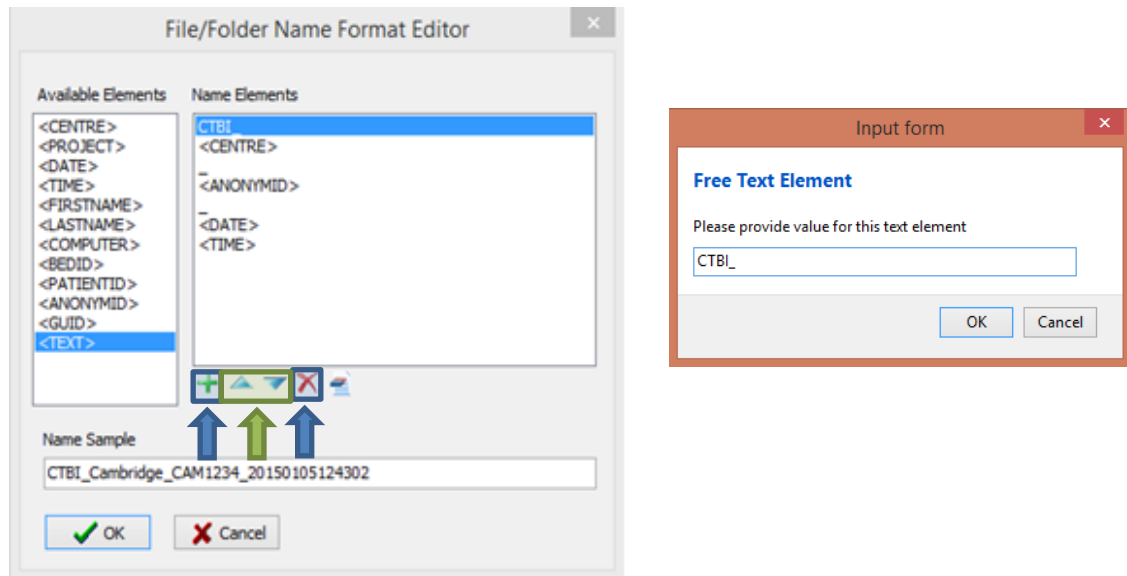 File/Folder Name Format Editor
Available Elements
<CENTRE>
<PROJECT>
<DATE>
<TIME>
<FIRSTNAME>
<LASTNAME>
<COMPUTER>
<BEDID>
<PATIENTID>
<ANONYMID>
<GUID>
<TEXT>
Name Elements
CTBI_
<CENTRE>
_
<ANONYMID>
_
<DATE>
<TIME>
Name Sample
CTBI_Cambridge_CAM1234_20150105124302
OK
Cancel
Input form
Free Text Element
Please provide value for this text element
CTBI_
OK
Cancel